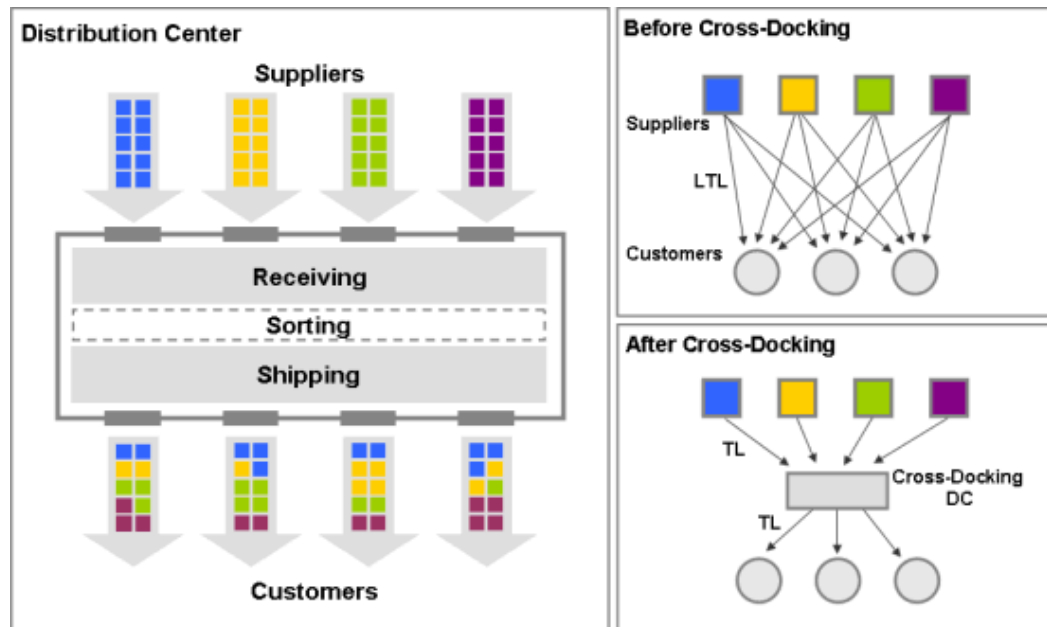 Distribution Center
Suppliers
Receiving
Sorting
Shipping
Customers
Before Cross-Docking
Suppliers
LTL
Customers
After Cross-Docking
TL
Cross-Docking
DC
TL